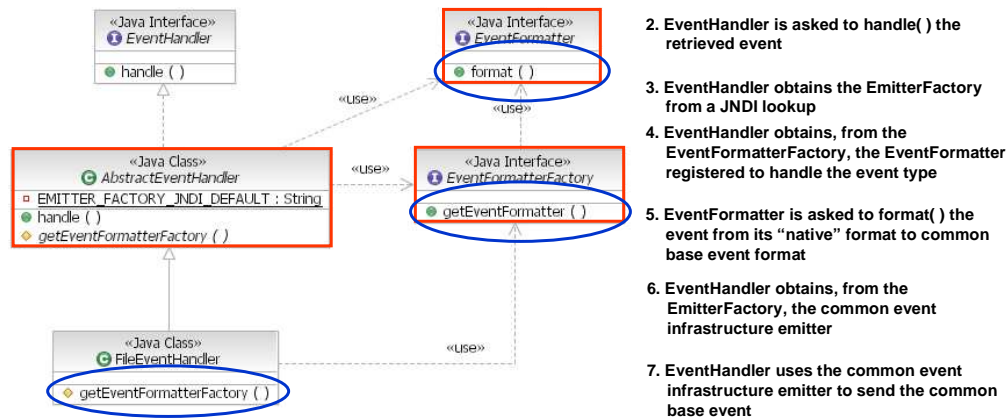 «Java Interface»
EventHandler
handle ( )
«Java Interface»
EventFormatter
format ( )
«use»
«use»
«Java Class»
AbstractEventHandler
EMITTER_FACTORY_JNDI_DEFAULT : String
handle ( )
getEventFormatterFactory ( )
«use»
«Java Interface»
EventFormatterFactory
getEventFormatter ( )
«Java Class»
FileEventHandler
getEventFormatterFactory ( )
«use»
2. EventHandler is asked to handle( ) the
retrieved event
3. EventHandler obtains the EmitterFactory
from a JNDI lookup
4. EventHandler obtains, from the
EventFormatterFactory, the EventFormatter
registered to handle the event type
5. EventFormatter is asked to format( ) the
event from its “native” format to common
base event format
6. EventHandler obtains, from the
EmitterFactory, the common event
infrastructure emitter
7. EventHandler uses the common event
infrastructure emitter to send the common
base event